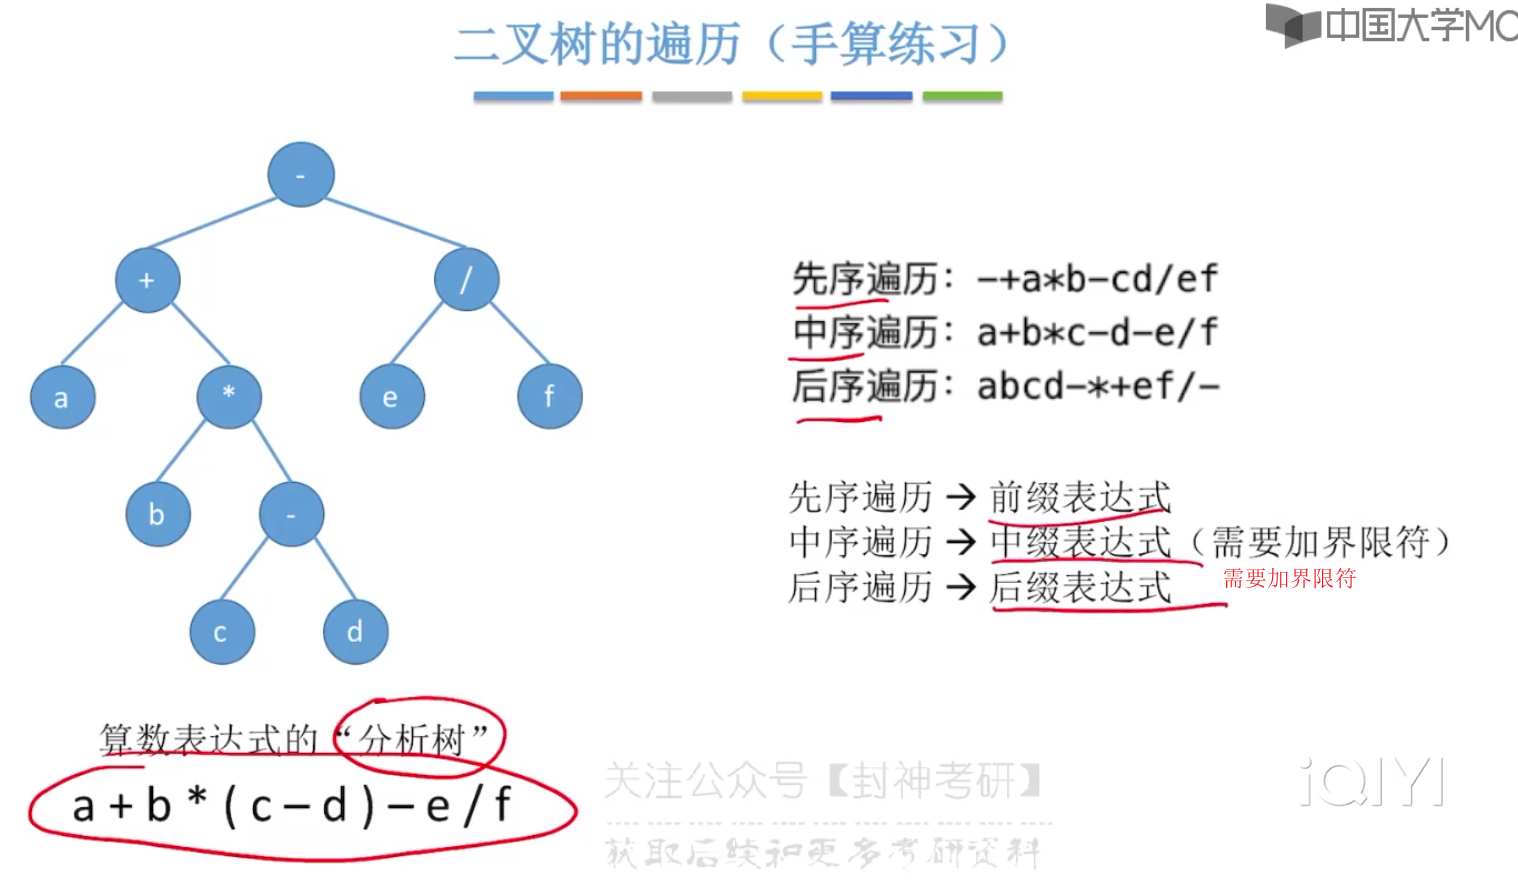 二叉树的遍历（手算练习）
中国大学MO
-
+
/
a
*
e
f
b
-
c
d
先序遍历：-+a*b-cd/ef
中序遍历：a+b*c-d-e/f
后序遍历：abcd-*+ef/-
先序遍历→前缀表达式
中序遍历→中缀表达式（需要加界限符）
后序遍历→后缀表达式
需要加界限符
算数表达式的“分析树”
a+b*(c–d)–e/f
关注公众号【封神考研】
获取后续和更多考研资料
iQIYI